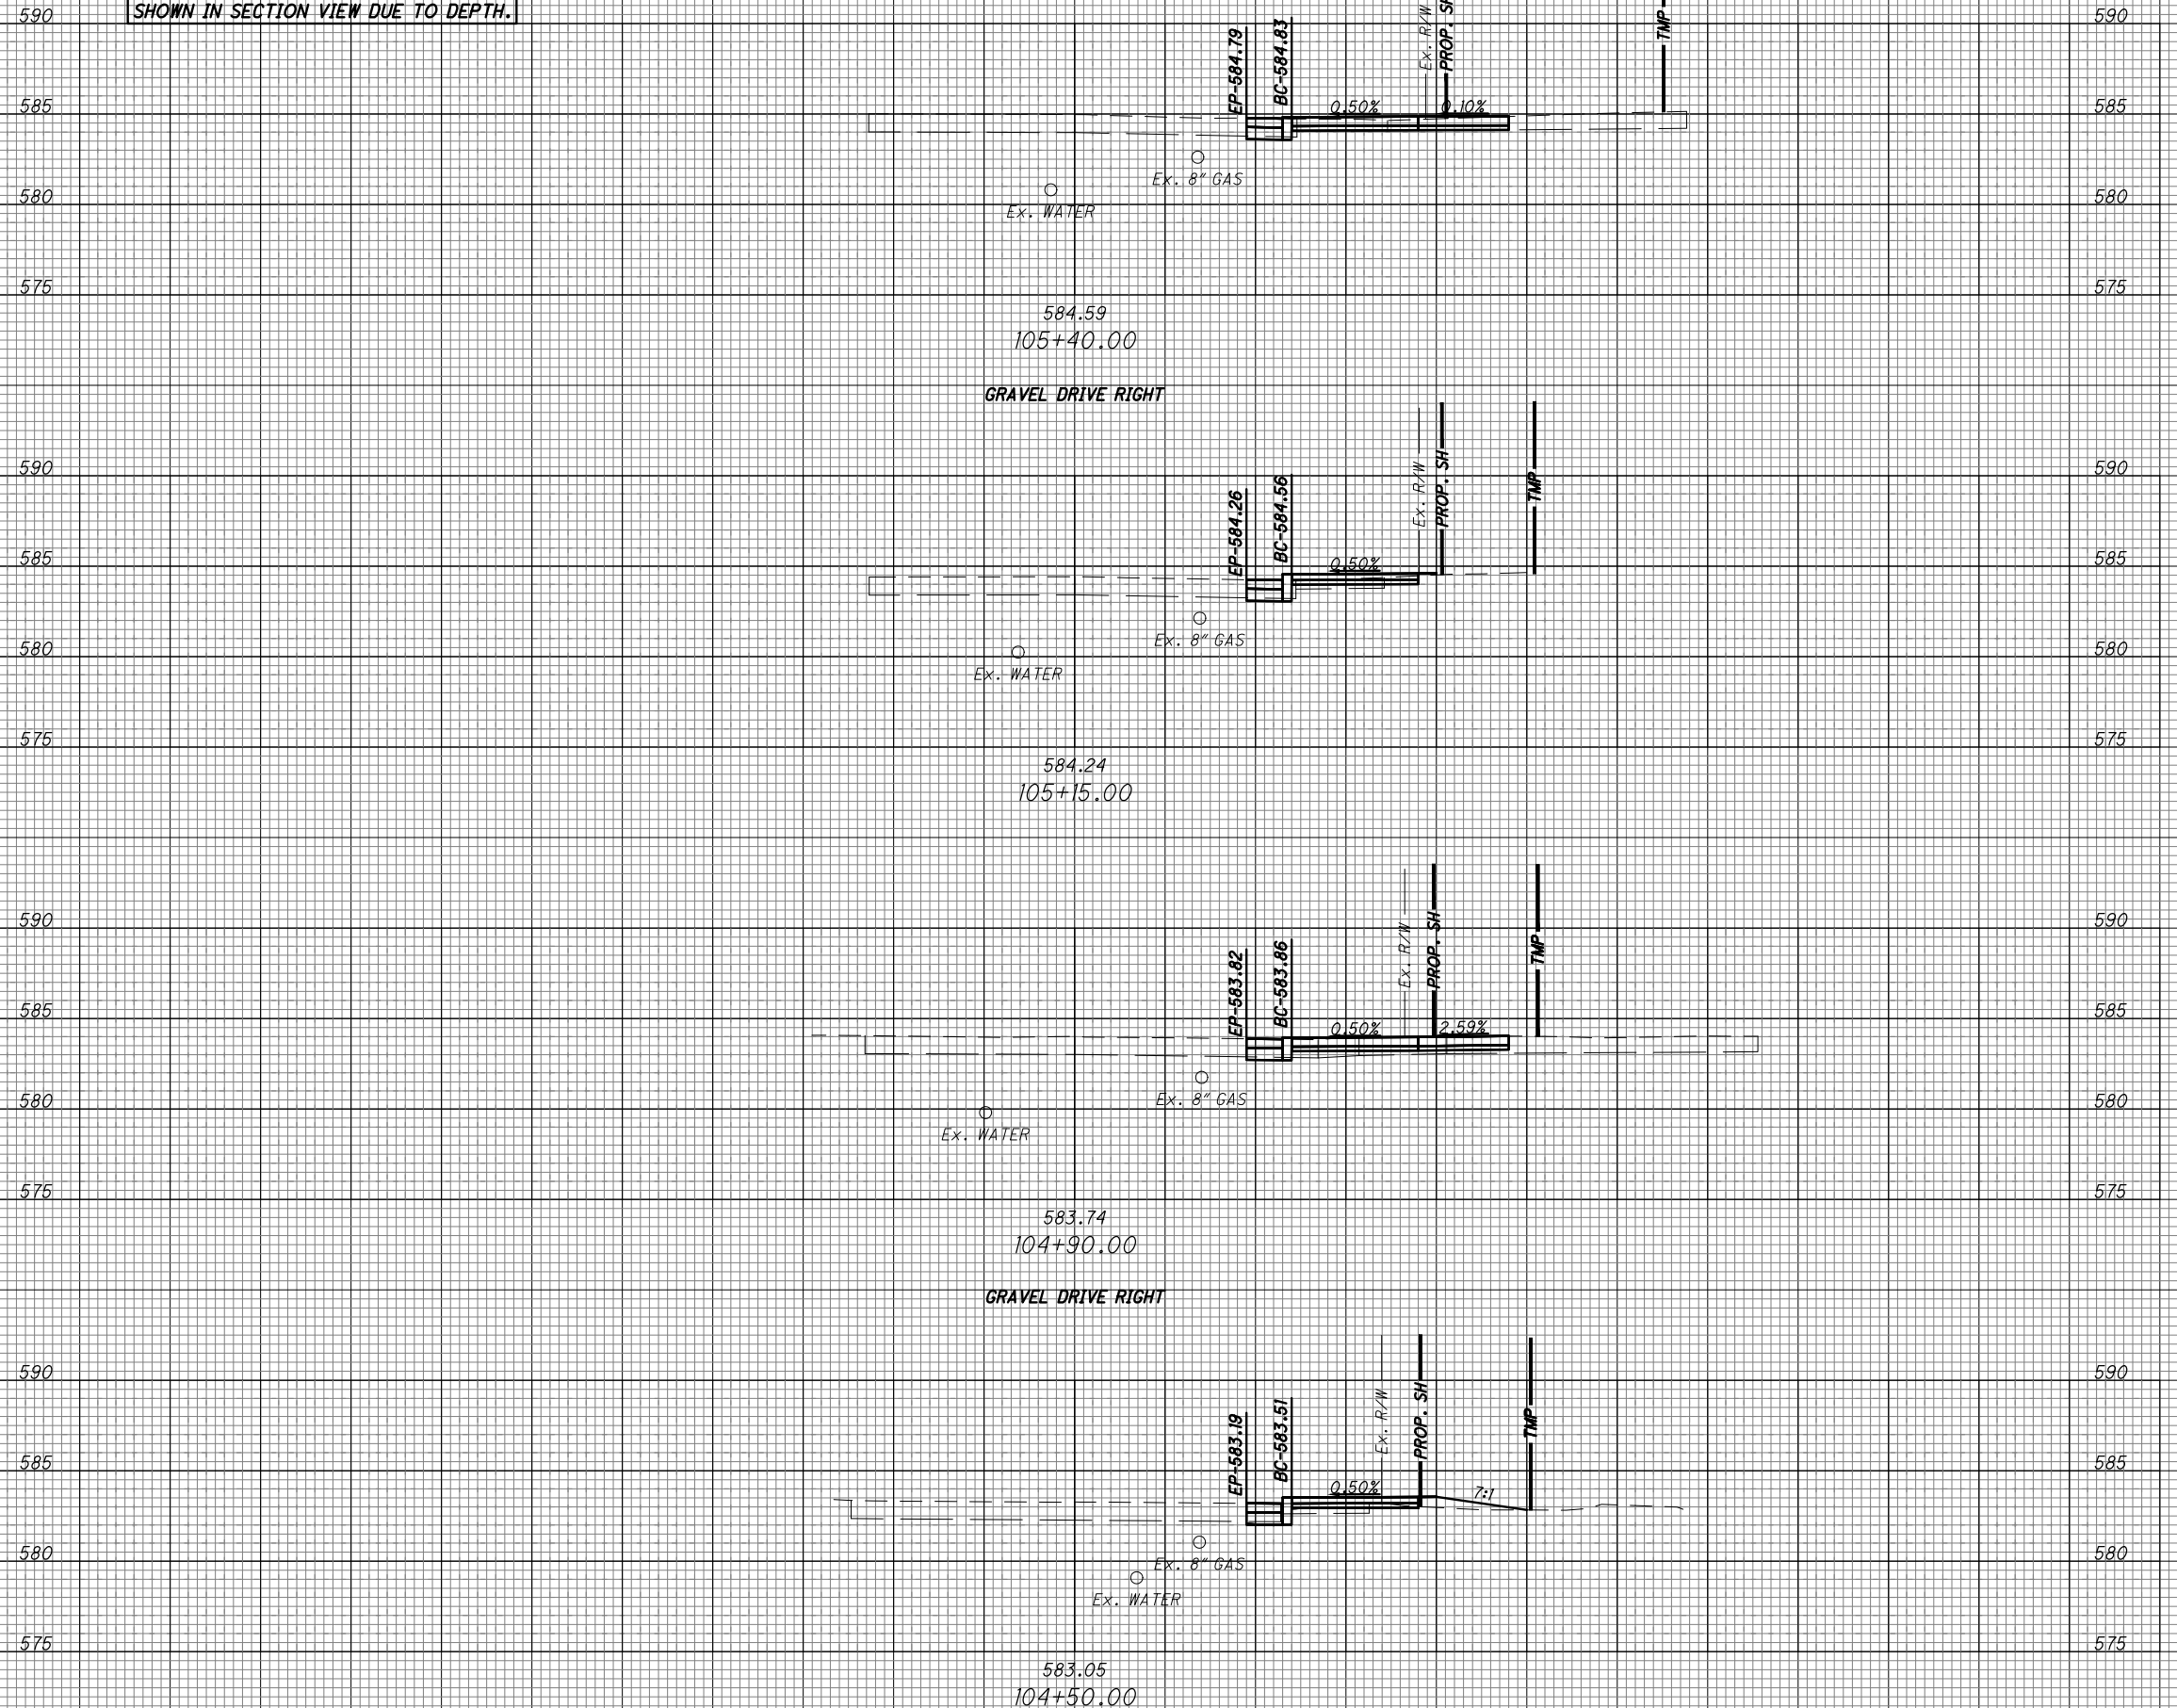 SHOWN IN SECTION VIEW DUE TO DEPTH.
590
590
EP-584.79
BC-584.83
Ex. R/W
PROP. SH
TMP
585
0.50%
0.10%
585
Ex. 8" GAS
580
Ex. WATER
580
575
575
584.59
105+40.00
GRAVEL DRIVE RIGHT
590
590
EP-584.26
BC-584.56
Ex. R/W
PROP. SH
TMP
585
0.50%
585
Ex. 8" GAS
580
580
Ex. WATER
575
575
584.24
105+15.00
590
590
EP-583.82
BC-583.86
Ex. R/W
PROP. SH
TMP
585
585
0.50%
2.59%
Ex. 8" GAS
580
580
Ex. WATER
575
575
583.74
104+90.00
GRAVEL DRIVE RIGHT
590
590
EP-583.19
BC-583.51
Ex. R/W
PROP. SH
TMP
585
585
0.50%
7:1
580
580
Ex. 8" GAS
Ex. WATER
575
575
583.05
104+50.00